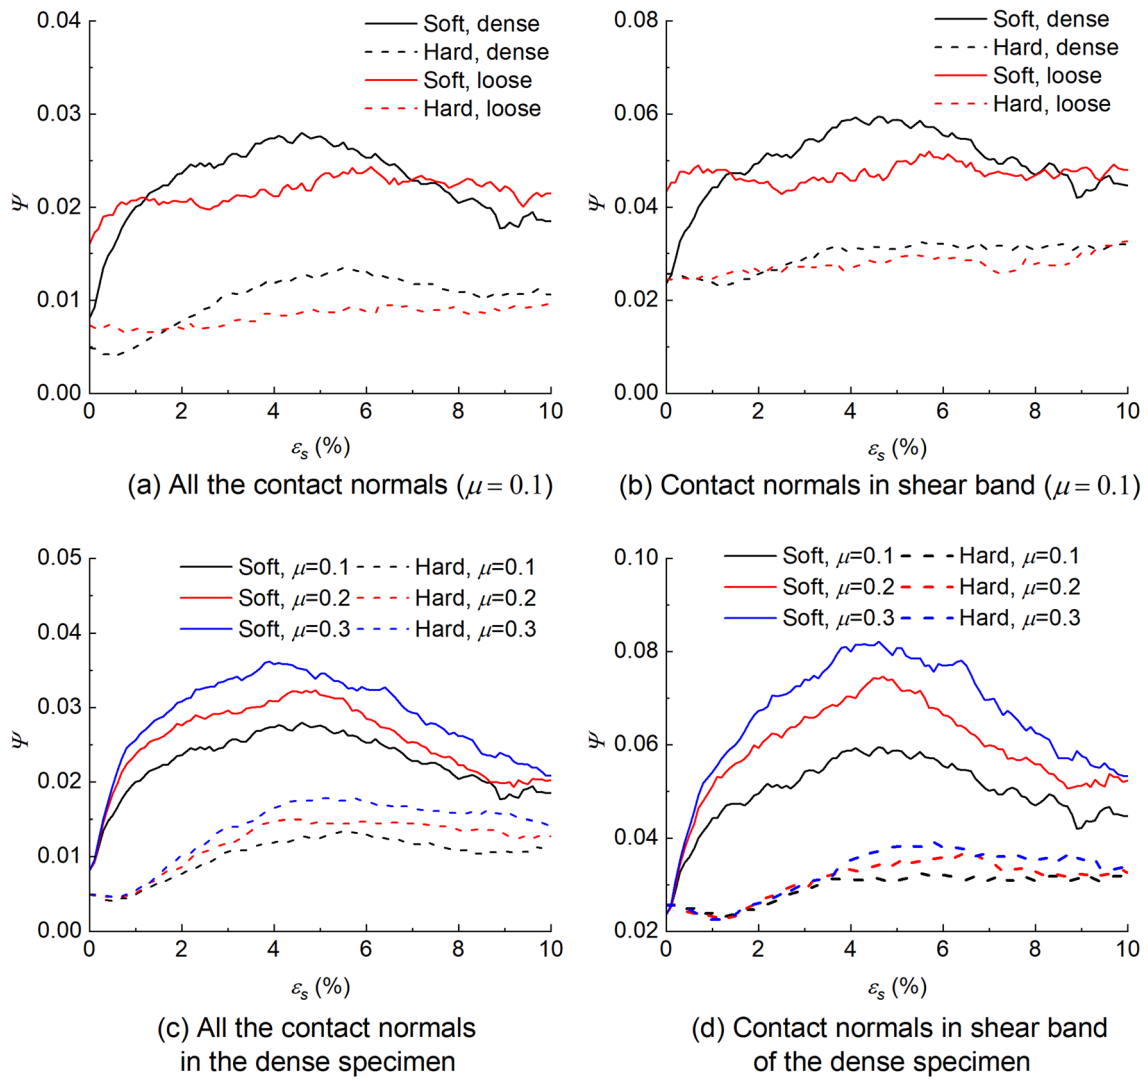 0.04
0.03
0.02
0.01
0.00
Ψ
Soft, dense
Hard, dense
Soft, loose
Hard, loose
0 2 4 6 8 10
εs (%)
(a) All the contact normals (μ = 0.1)
0.08
0.06
0.04
0.02
0.00
Ψ
Soft, dense
Hard, dense
Soft, loose
Hard, loose
0 2 4 6 8 10
εs (%)
(b) Contact normals in shear band (μ = 0.1)
0.05
0.04
0.03
0.02
0.01
0.00
Ψ
Soft, μ=0.1 Hard, μ=0.1
Soft, μ=0.2 Hard, μ=0.2
Soft, μ=0.3 Hard, μ=0.3
0 2 4 6 8 10
εs (%)
(c) All the contact normals
in the dense specimen
0.10
0.08
0.06
0.04
0.02
Ψ
Soft, μ=0.1 Hard, μ=0.1
Soft, μ=0.2 Hard, μ=0.2
Soft, μ=0.3 Hard, μ=0.3
0 2 4 6 8 10
εs (%)
(d) Contact normals in shear band
of the dense specimen